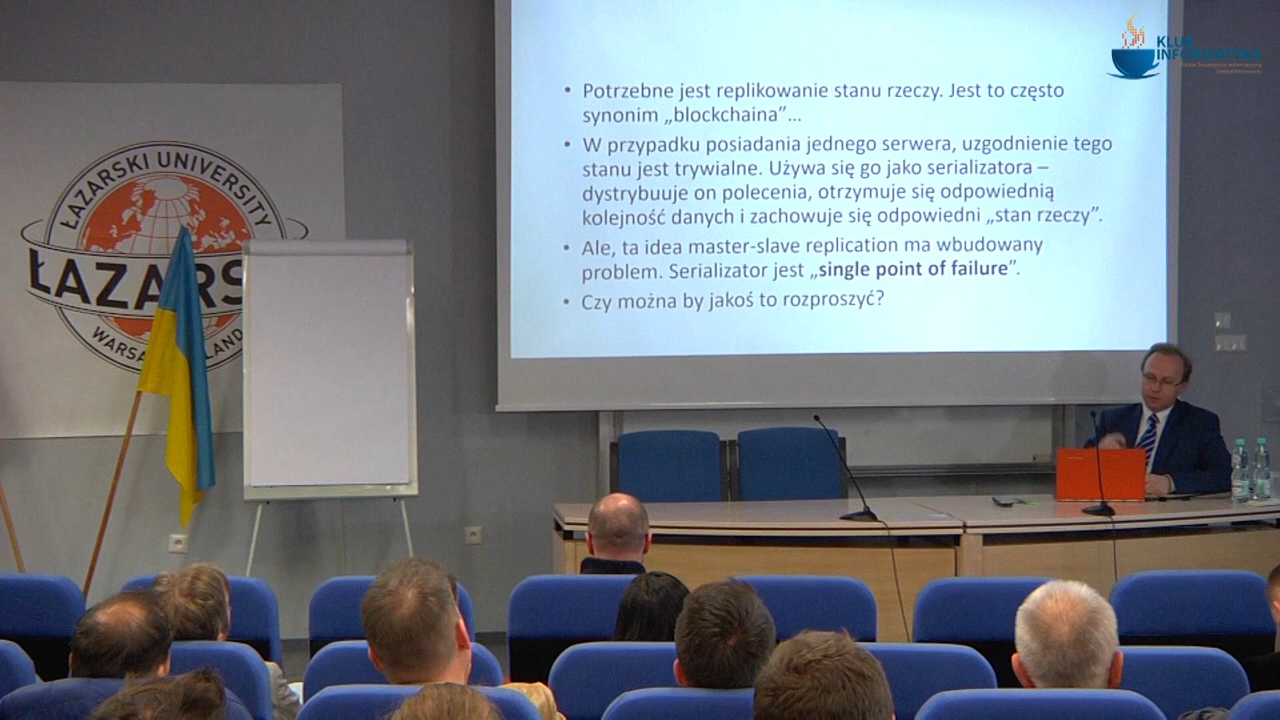 KLUB
INFORMATYKA
• Potrzebne jest replikowanie stanu rzeczy. Jest to często
synonim „blockchaina”...
• W przypadku posiadania jednego serwera, uzgodnienie tego
stanu jest trywialne. Używa się go jako serializatora –
dystrybuuje on polecenia, otrzymuje się odpowiednią
kolejność danych i zachowuje się odpowiedni „stan rzeczy”.
• Ale, ta idea master-slave replication ma wbudowany
problem. Serializator jest „single point of failure”.
• Czy można by jakoś to rozproszyć?
ŁAZARSKI UNIVERSITY